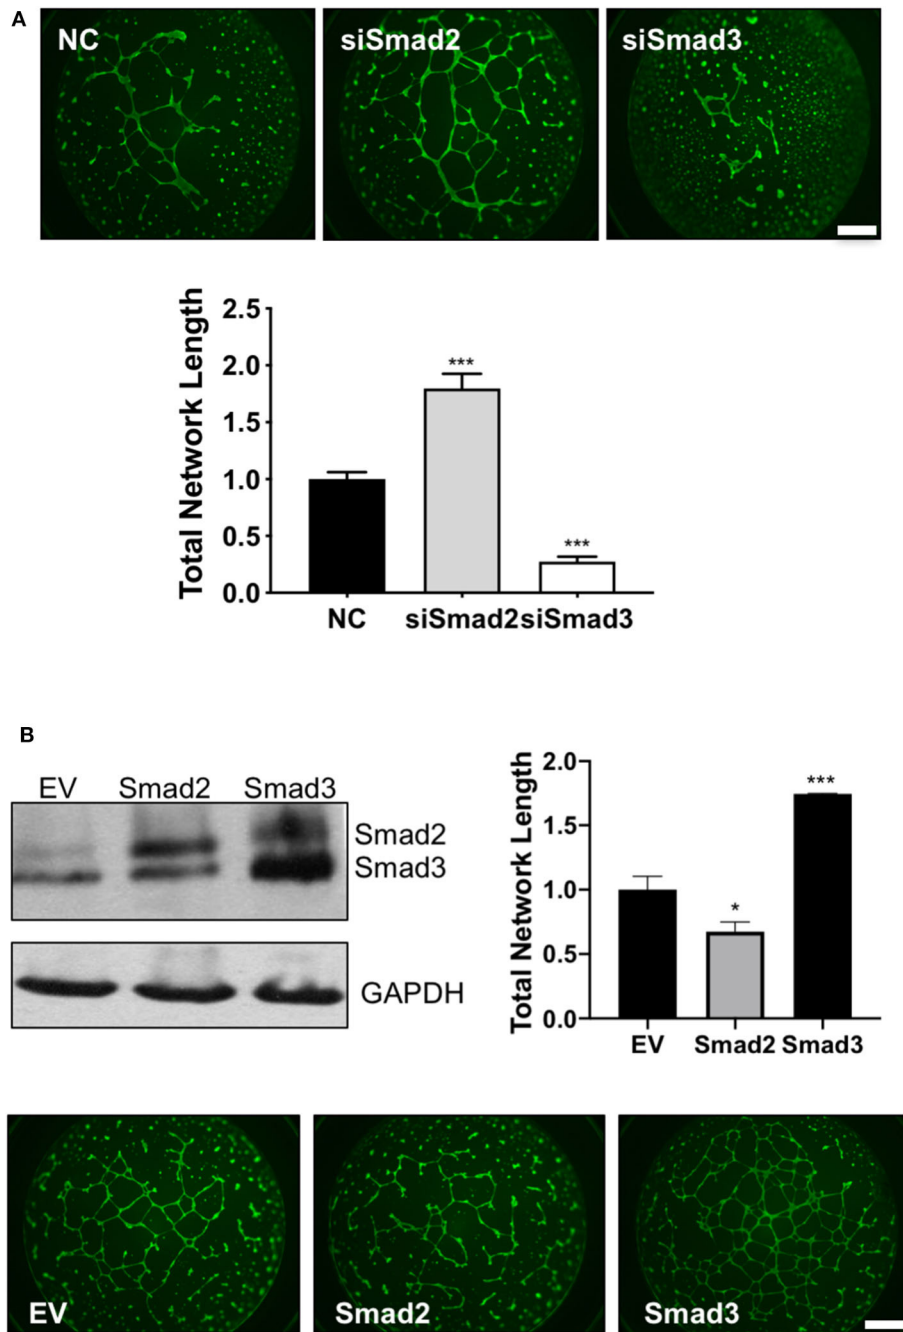 A
NC
siSmad2
siSmad3
Total Network Length
2.5
2.0
1.5
1.0
0.5
0.0
***
***
NC
siSmad2
siSmad3
B
EV
Smad2
Smad3
Smad2
Smad3
GAPDH
Total Network Length
2.0
1.5
1.0
0.5
0.0
*
***
EV
Smad2
Smad3
EV
Smad2
Smad3